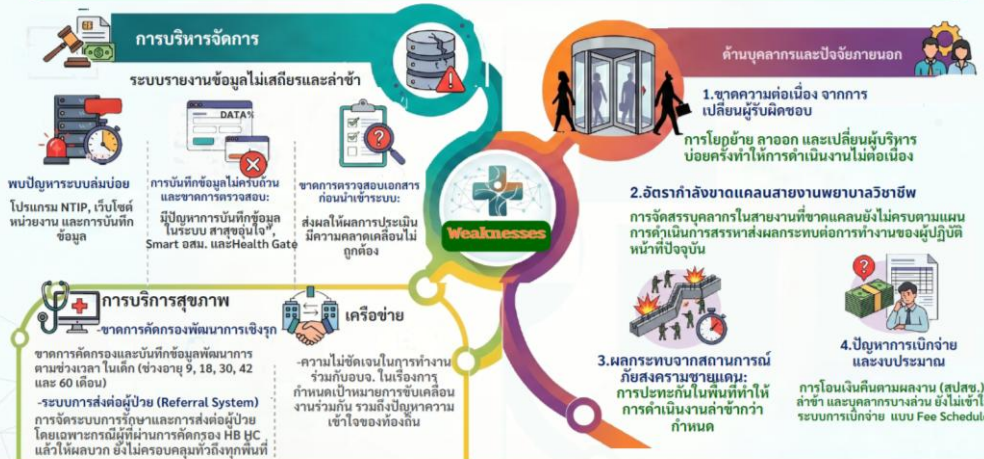 การบริหารจัดการ
ระบบรายงานข้อมูลไม่เสถียรและล่าช้า
DATA%
พบปัญหาระบบล่มบ่อย
โปรแกรม NTIP, เว็บไซต์
หน่วยงาน และการบันทึก
ข้อมูล
การบันทึกข้อมูลไม่ครบถ้วน
และขาดการตรวจสอบ:
มีปัญหาการบันทึกข้อมูล
ในระบบ สาสุขอุ่นใจ",
Smart อสม. และHealth Gate
ขาดการตรวจสอบเอกสาร
ก่อนนำเข้าระบบ:
ส่งผลให้ผลการประเมิน
มีความคลาดเคลื่อนไม่
ถูกต้อง
Weaknesses
การบริการสุขภาพ
-ขาดการคัดกรองพัฒนาการเชิงรุก
ขาดการคัดกรองและบันทึกข้อมูลพัฒนาการ
ตามช่วงเวลา ในเด็ก (ช่วงอายุ 9, 18, 30, 42
และ 60 เดือน)
-ระบบการส่งต่อผู้ป่วย (Referral System)
การจัดระบบการรักษาและการส่งต่อผู้ป่วย
โดยเฉพาะกรณีผู้ที่ผ่านการคัดกรอง HB HC
แล้วให้ผลบวก ยังไม่ครอบคลุมทั่วถึงทุกพื้นที่
เครือข่าย
-ความไม่ชัดเจนในการทำงาน
ร่วมกับอบจ. ในเรื่องการ
กำหนดเป้าหมายการขับเคลื่อน
งานร่วมกัน รวมถึงปัญหาความ
เข้าใจของท้องถิ่น
ด้านบุคลากรและปัจจัยภายนอก
1.ขาดความต่อเนื่อง จากการ
เปลี่ยนผู้รับผิดชอบ
การโยกย้าย ลาออก และเปลี่ยนผู้บริหาร
บ่อยครั้งทำให้การดำเนินงานไม่ต่อเนื่อง
2.อัตรากำลังขาดแคลนสายงานพยาบาลวิชาชีพ
การจัดสรรบุคลากรในสายงานที่ขาดแคลนยังไม่ครบตามแผน
การดำเนินการสรรหาส่งผลกระทบต่อการทำงานของผู้ปฏิบัติ
หน้าที่ปัจจุบัน
3.ผลกระทบจากสถานการณ์
ภัยสงครามชายแดน:
การปะทะกันในพื้นที่ทำให้
การดำเนินงานล่าช้ากว่า
กำหนด
4.ปัญหาการเบิกจ่าย
และงบประมาณ
การโอนเงินคืนตามผลงาน (สปสช.)
ล่าช้า และบุคลากรบางส่วน ยังไม่เข้าใ
ระบบการเบิกจ่าย แบบ Fee Schedul